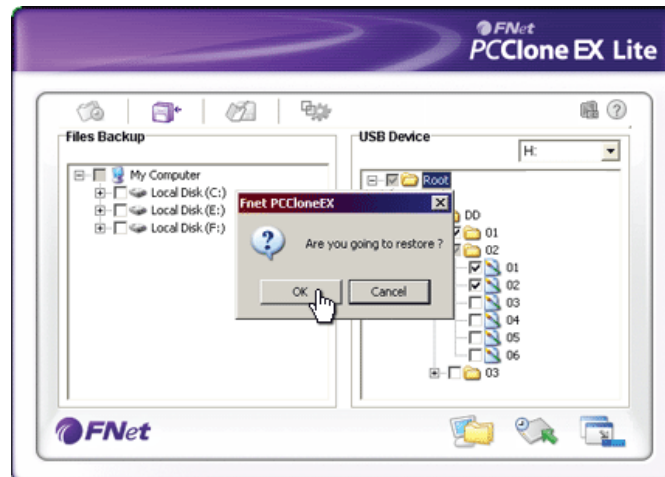 FNet
PCClone EX Lite
Files Backup
My Computer
Local Disk (C:)
Local Disk (E:)
Local Disk (F:)
USB Device
H:
Root
DD
01
02
01
02
03
04
05
06
03
Fnet PCCloneEX
Are you going to restore ?
OK
Cancel
FNet